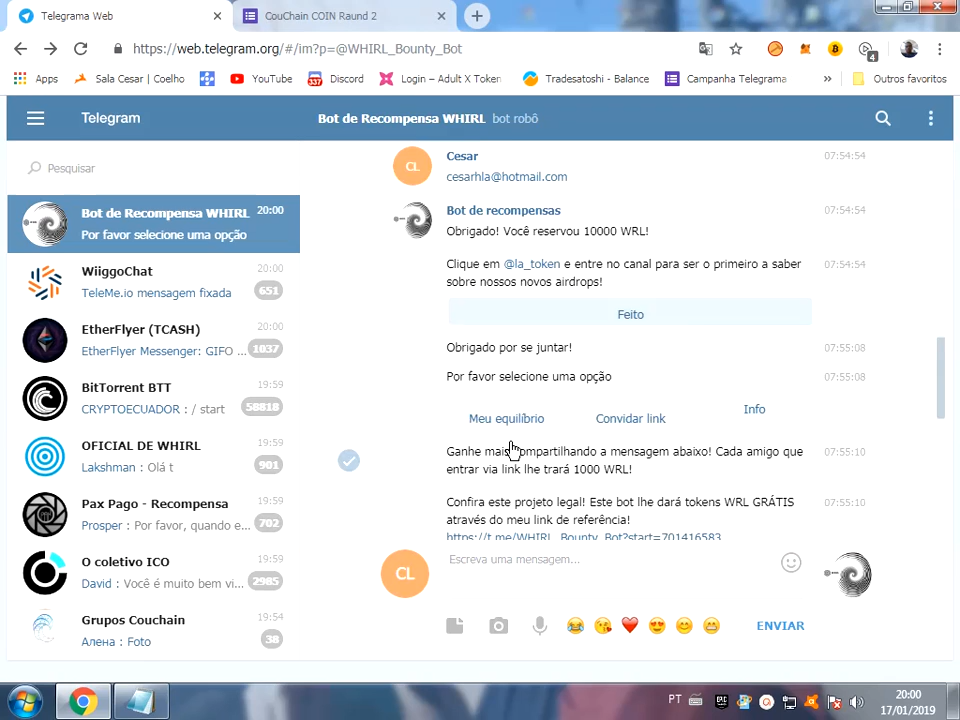 Telegrama Web
CouChain COIN Raund 2
https://web.telegram.org/#/im?p=@WHIRL_Bounty_Bot
4
Apps
Sala Cesar | Coelho
YouTube
337
Discord
Login – Adult X Token
Tradesatoshi - Balance
Campanha Telegrama
»
Outros favoritos
Telegram
Bot de Recompensa WHIRL bot robô
Pesquisar
Bot de Recompensa WHIRL 20:00
Por favor selecione uma opção
WiiggoChat 20:00
TeleMe.io mensagem fixada 651
EtherFlyer (TCASH) 20:00
EtherFlyer Messenger: GIFO ... 1037
BitTorrent BTT 19:59
CRYPTOECUADOR : / start 58818
OFICIAL DE WHIRL 19:59
Lakshman : Olá t 901
Pax Pago - Recompensa 19:59
Prosper : Por favor, quando e... 702
O coletivo ICO 19:59
David : Você é muito bem vi... 2985
Grupos Couchain 19:54
Алена : Foto 38
CL
Cesar 07:54:54
cesarhla@hotmail.com
Bot de recompensas 07:54:54
Obrigado! Você reservou 10000 WRL!
Clique em @la_token e entre no canal para ser o primeiro a saber 07:54:54
sobre nossos novos airdrops!
Feito
Obrigado por se juntar! 07:55:08
Por favor selecione uma opção 07:55:08
Meu equilíbrio Convidar link Info
Ganhe mais compartilhando a mensagem abaixo! Cada amigo que 07:55:10
entrar via link lhe trará 1000 WRL!
Confira este projeto legal! Este bot lhe dará tokens WRL GRÁTIS 07:55:10
através do meu link de referência!
https://t.me/WHIRL_Bounty_Bot?start=701416583
CL
Escreva uma mensagem...
ENVIAR
PT
20:00
17/01/2019